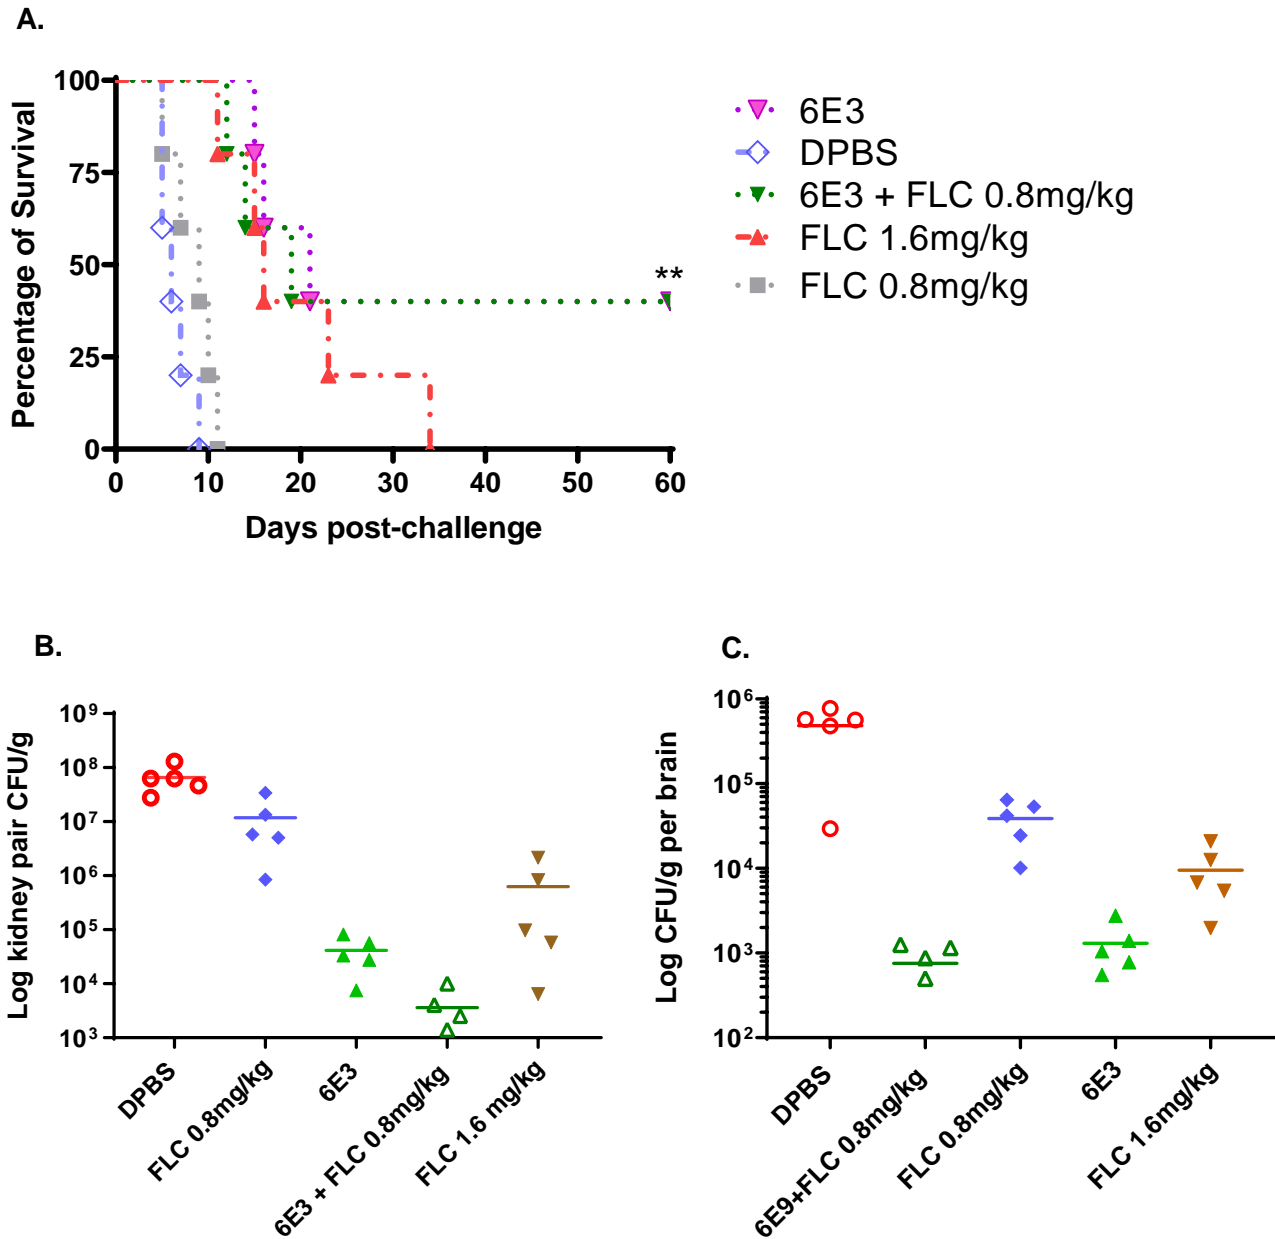 A.
Percentage of Survival
100
75
50
25
0
0 10 20 30 40 50 60
Days post-challenge
**
6E3
DPBS
6E3 + FLC 0.8mg/kg
FLC 1.6mg/kg
FLC 0.8mg/kg
B.
Log kidney pair CFU/g
10⁹
10⁸
10⁷
10⁶
10⁵
10⁴
10³
DPBS
FLC 0.8mg/kg
6E3
6E3 + FLC 0.8mg/kg
FLC 1.6 mg/kg
C.
Log CFU/g per brain
10⁶
10⁵
10⁴
10³
10²
DPBS
6E9+FLC 0.8mg/kg
FLC 0.8mg/kg
6E3
FLC 1.6mg/kg